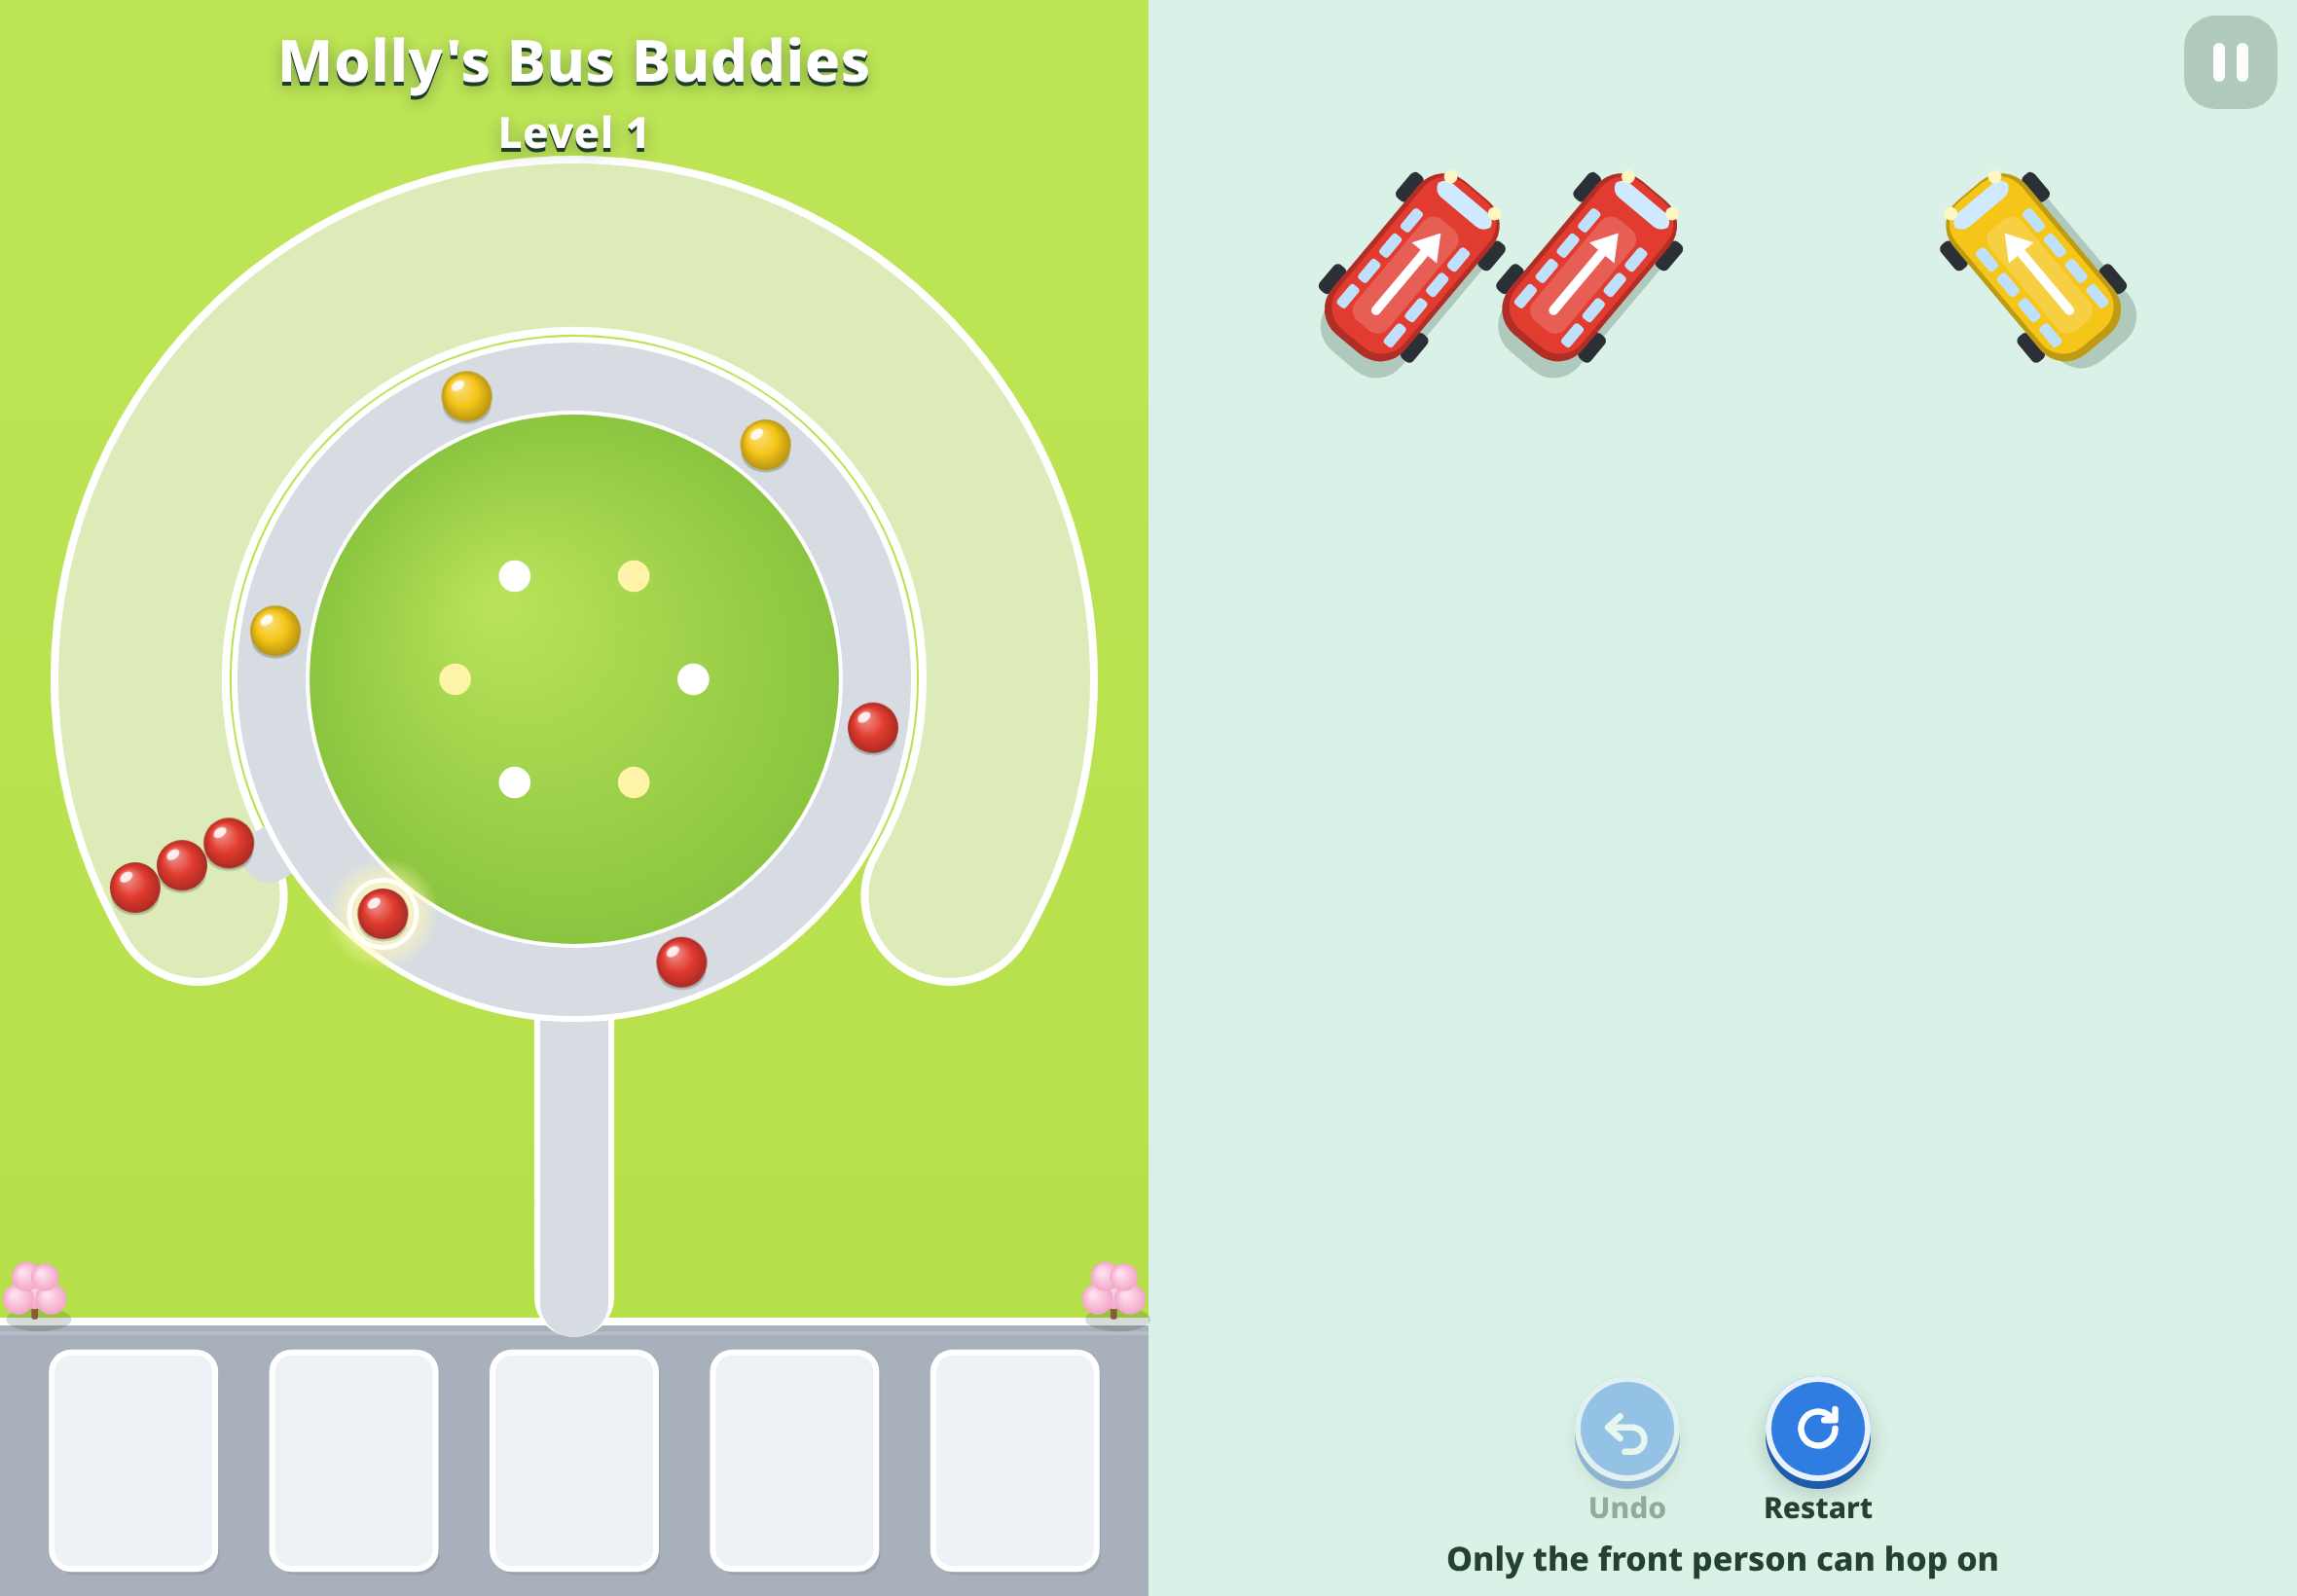 Molly's Bus Buddies
Level 1
Undo
Restart
Only the front person can hop on